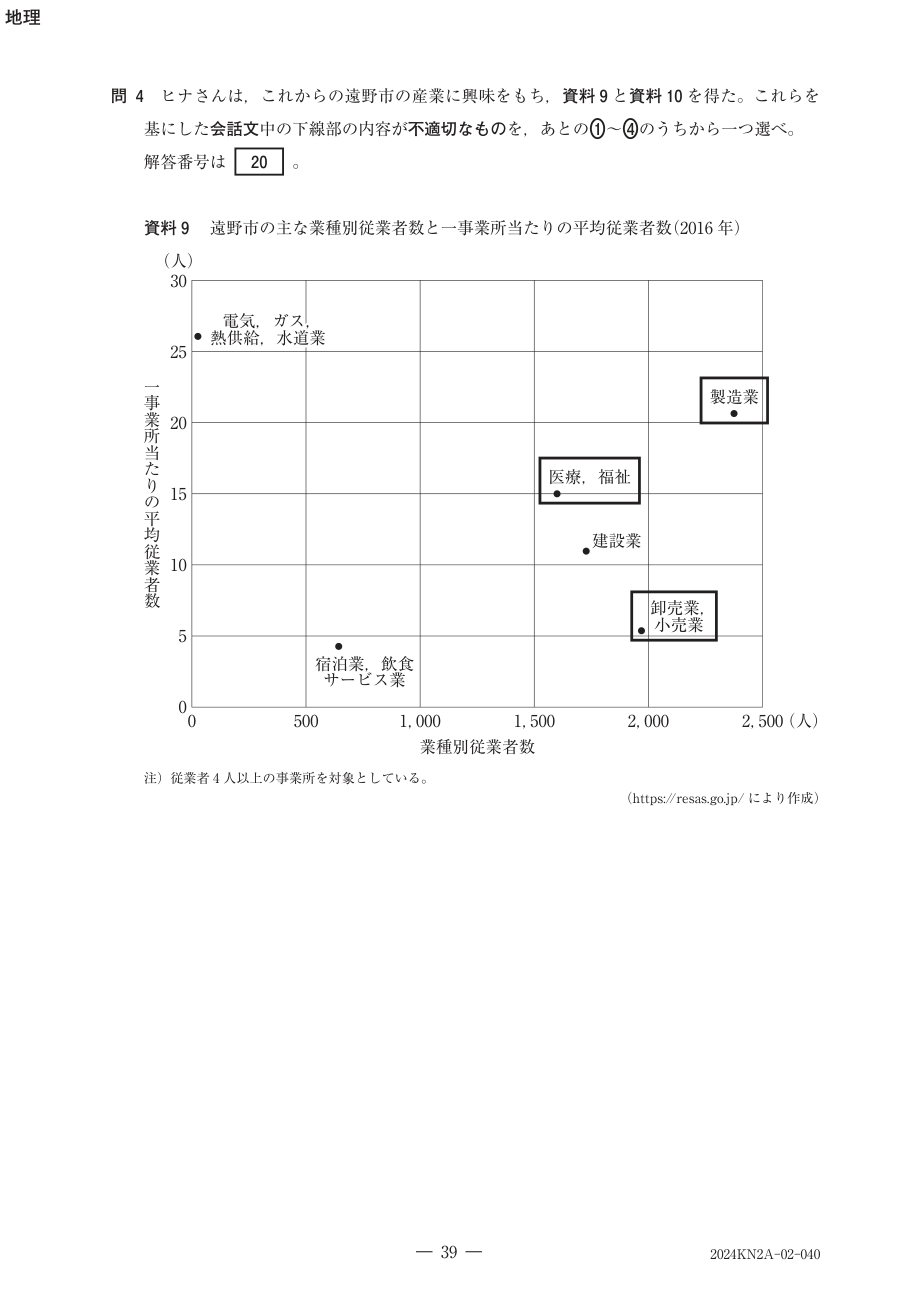 地理
問 4 ヒナさんは，これからの遠野市の産業に興味をもち，資料 9 と資料 10 を得た。これらを
基にした会話文中の下線部の内容が不適切なものを，あとの①～④のうちから一つ選べ。
解答番号は 20 。
資料 9 遠野市の主な業種別従業者数と一事業所当たりの平均従業者数(2016 年)
（人）
30
25
20
15
10
5
0
一事業所当たりの平均従業者数
電気，ガス，
熱供給，水道業
製造業
医療，福祉
建設業
卸売業，
小売業
宿泊業，飲食
サービス業
0 500 1,000 1,500 2,000 2,500（人）
業種別従業者数
注）従業者 4 人以上の事業所を対象としている。
（https://resas.go.jp/ により作成）
— 39 —
2024KN2A-02-040